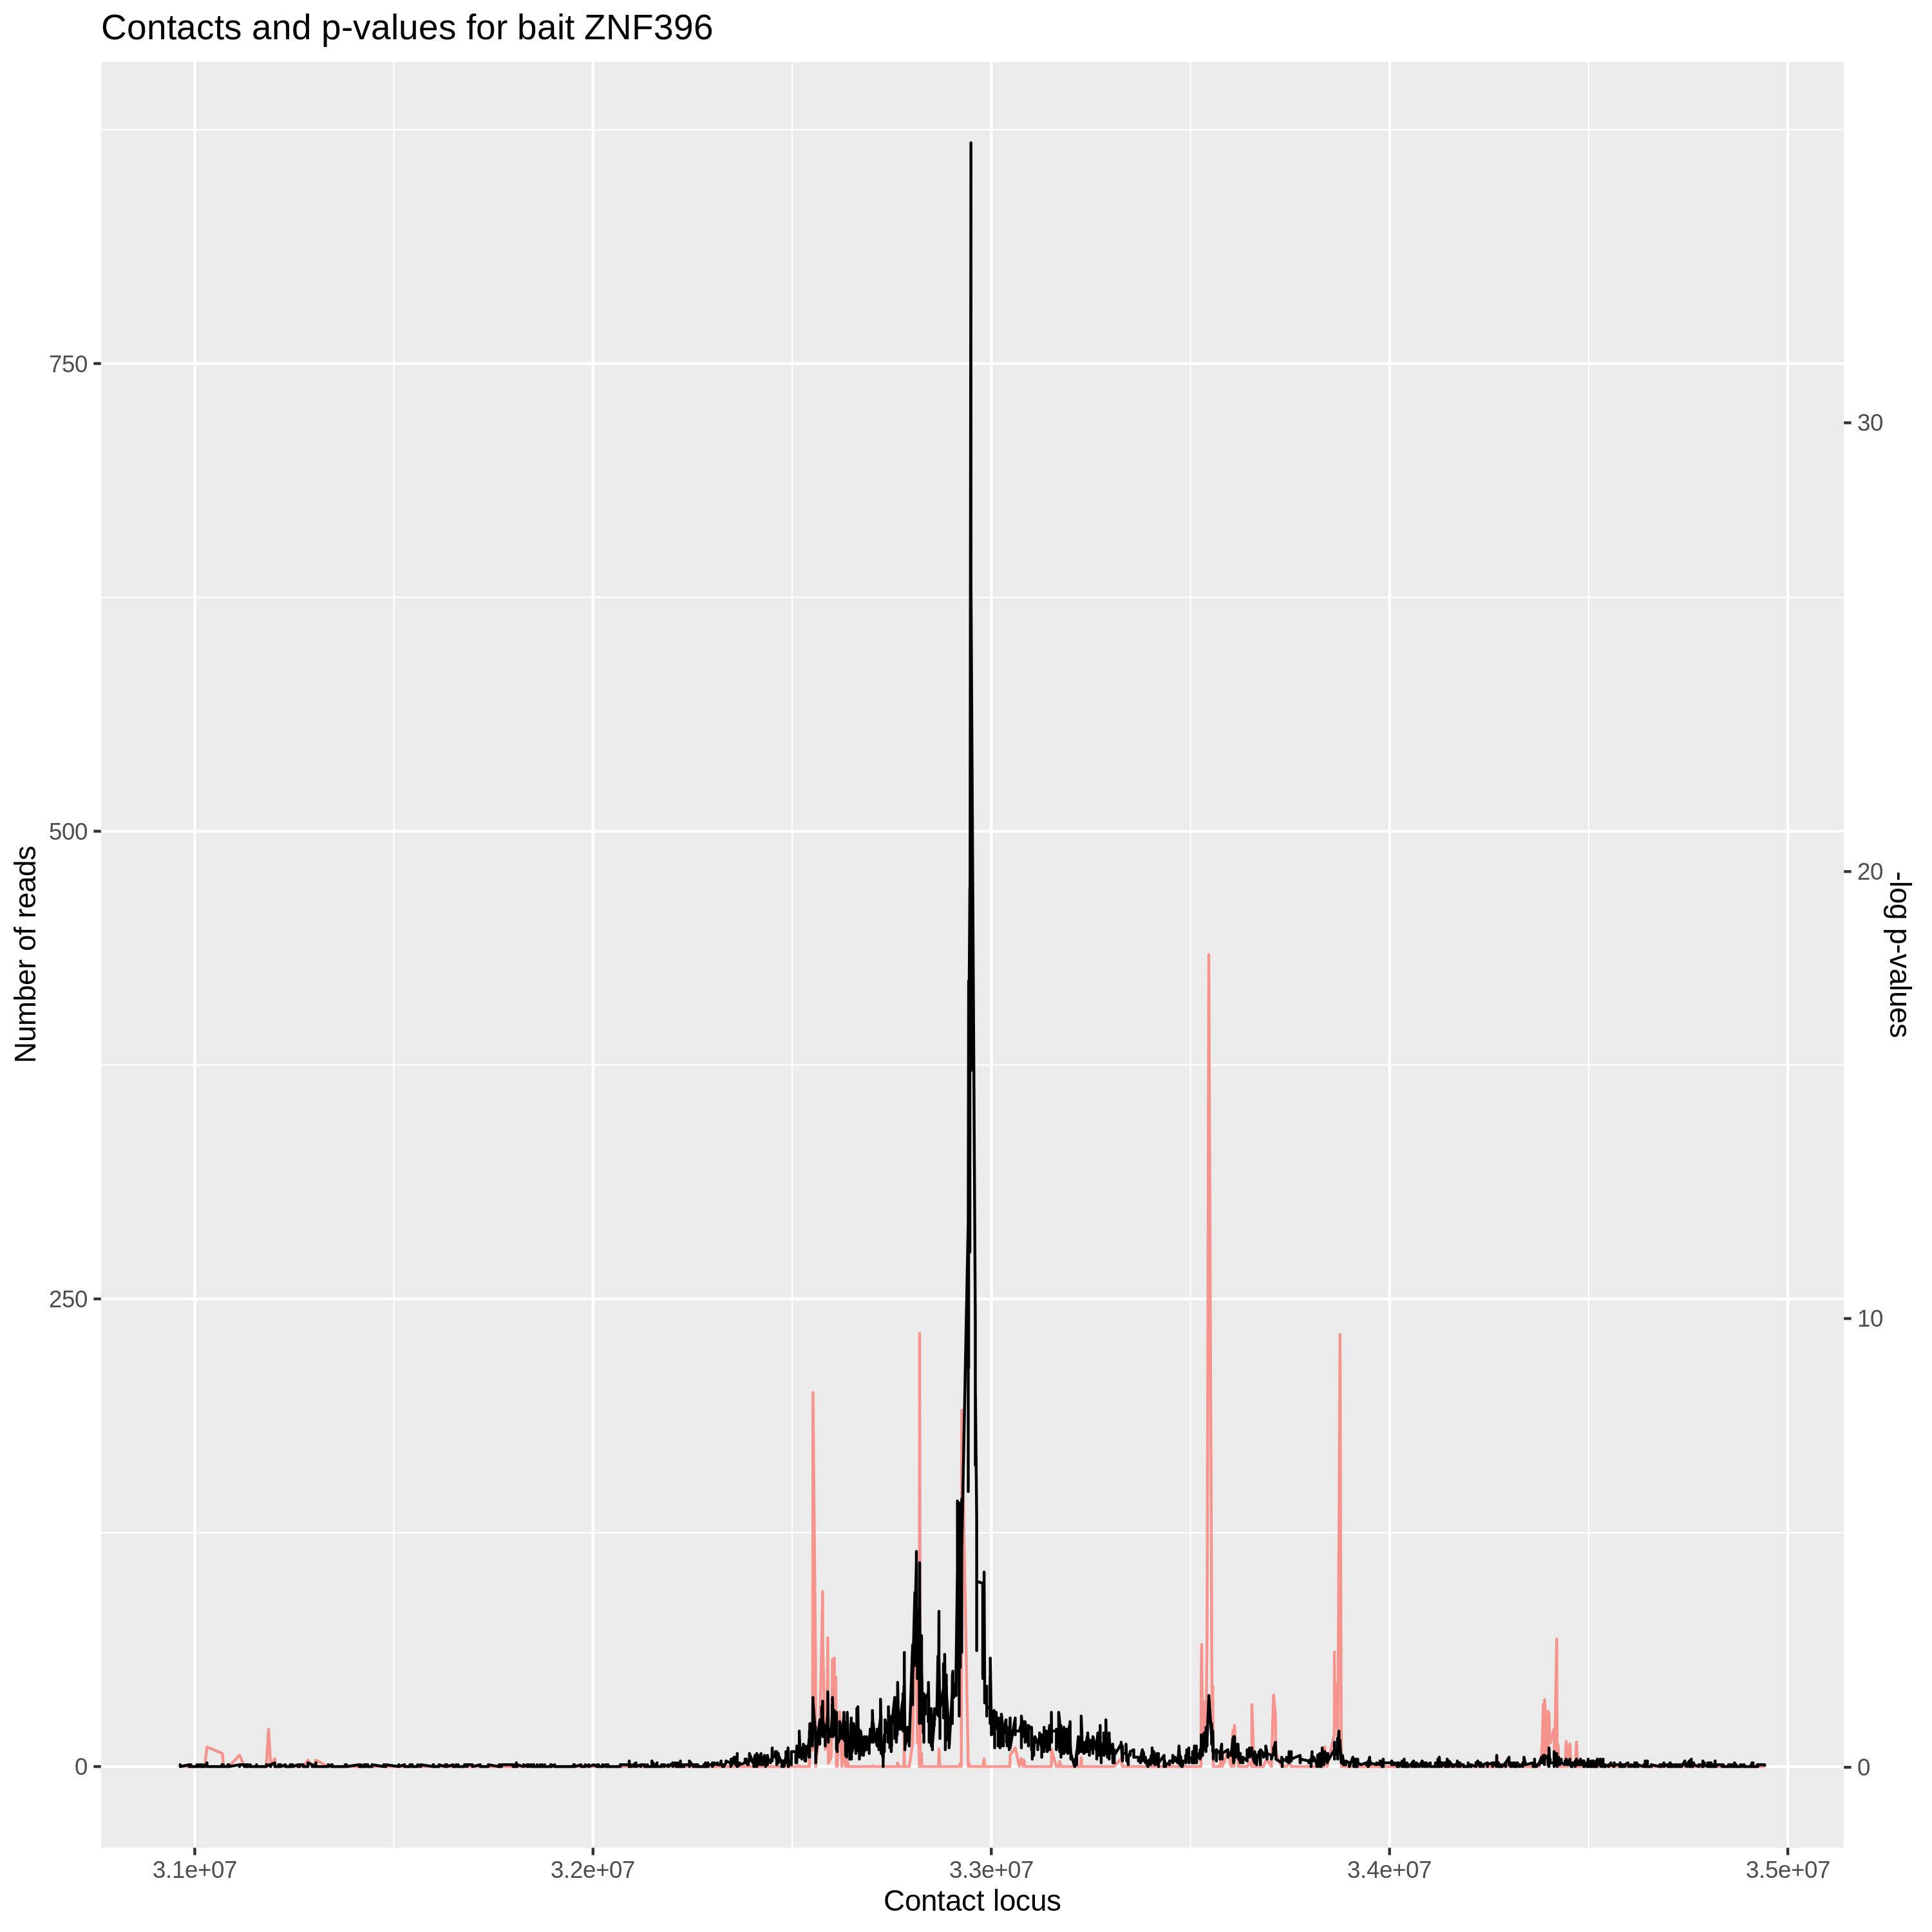 Contacts and p-values for bait ZNF396
750
500
250
0
Number of reads
30
20
10
0
-log p-values
3.1e+07
3.2e+07
3.3e+07
3.4e+07
3.5e+07
Contact locus